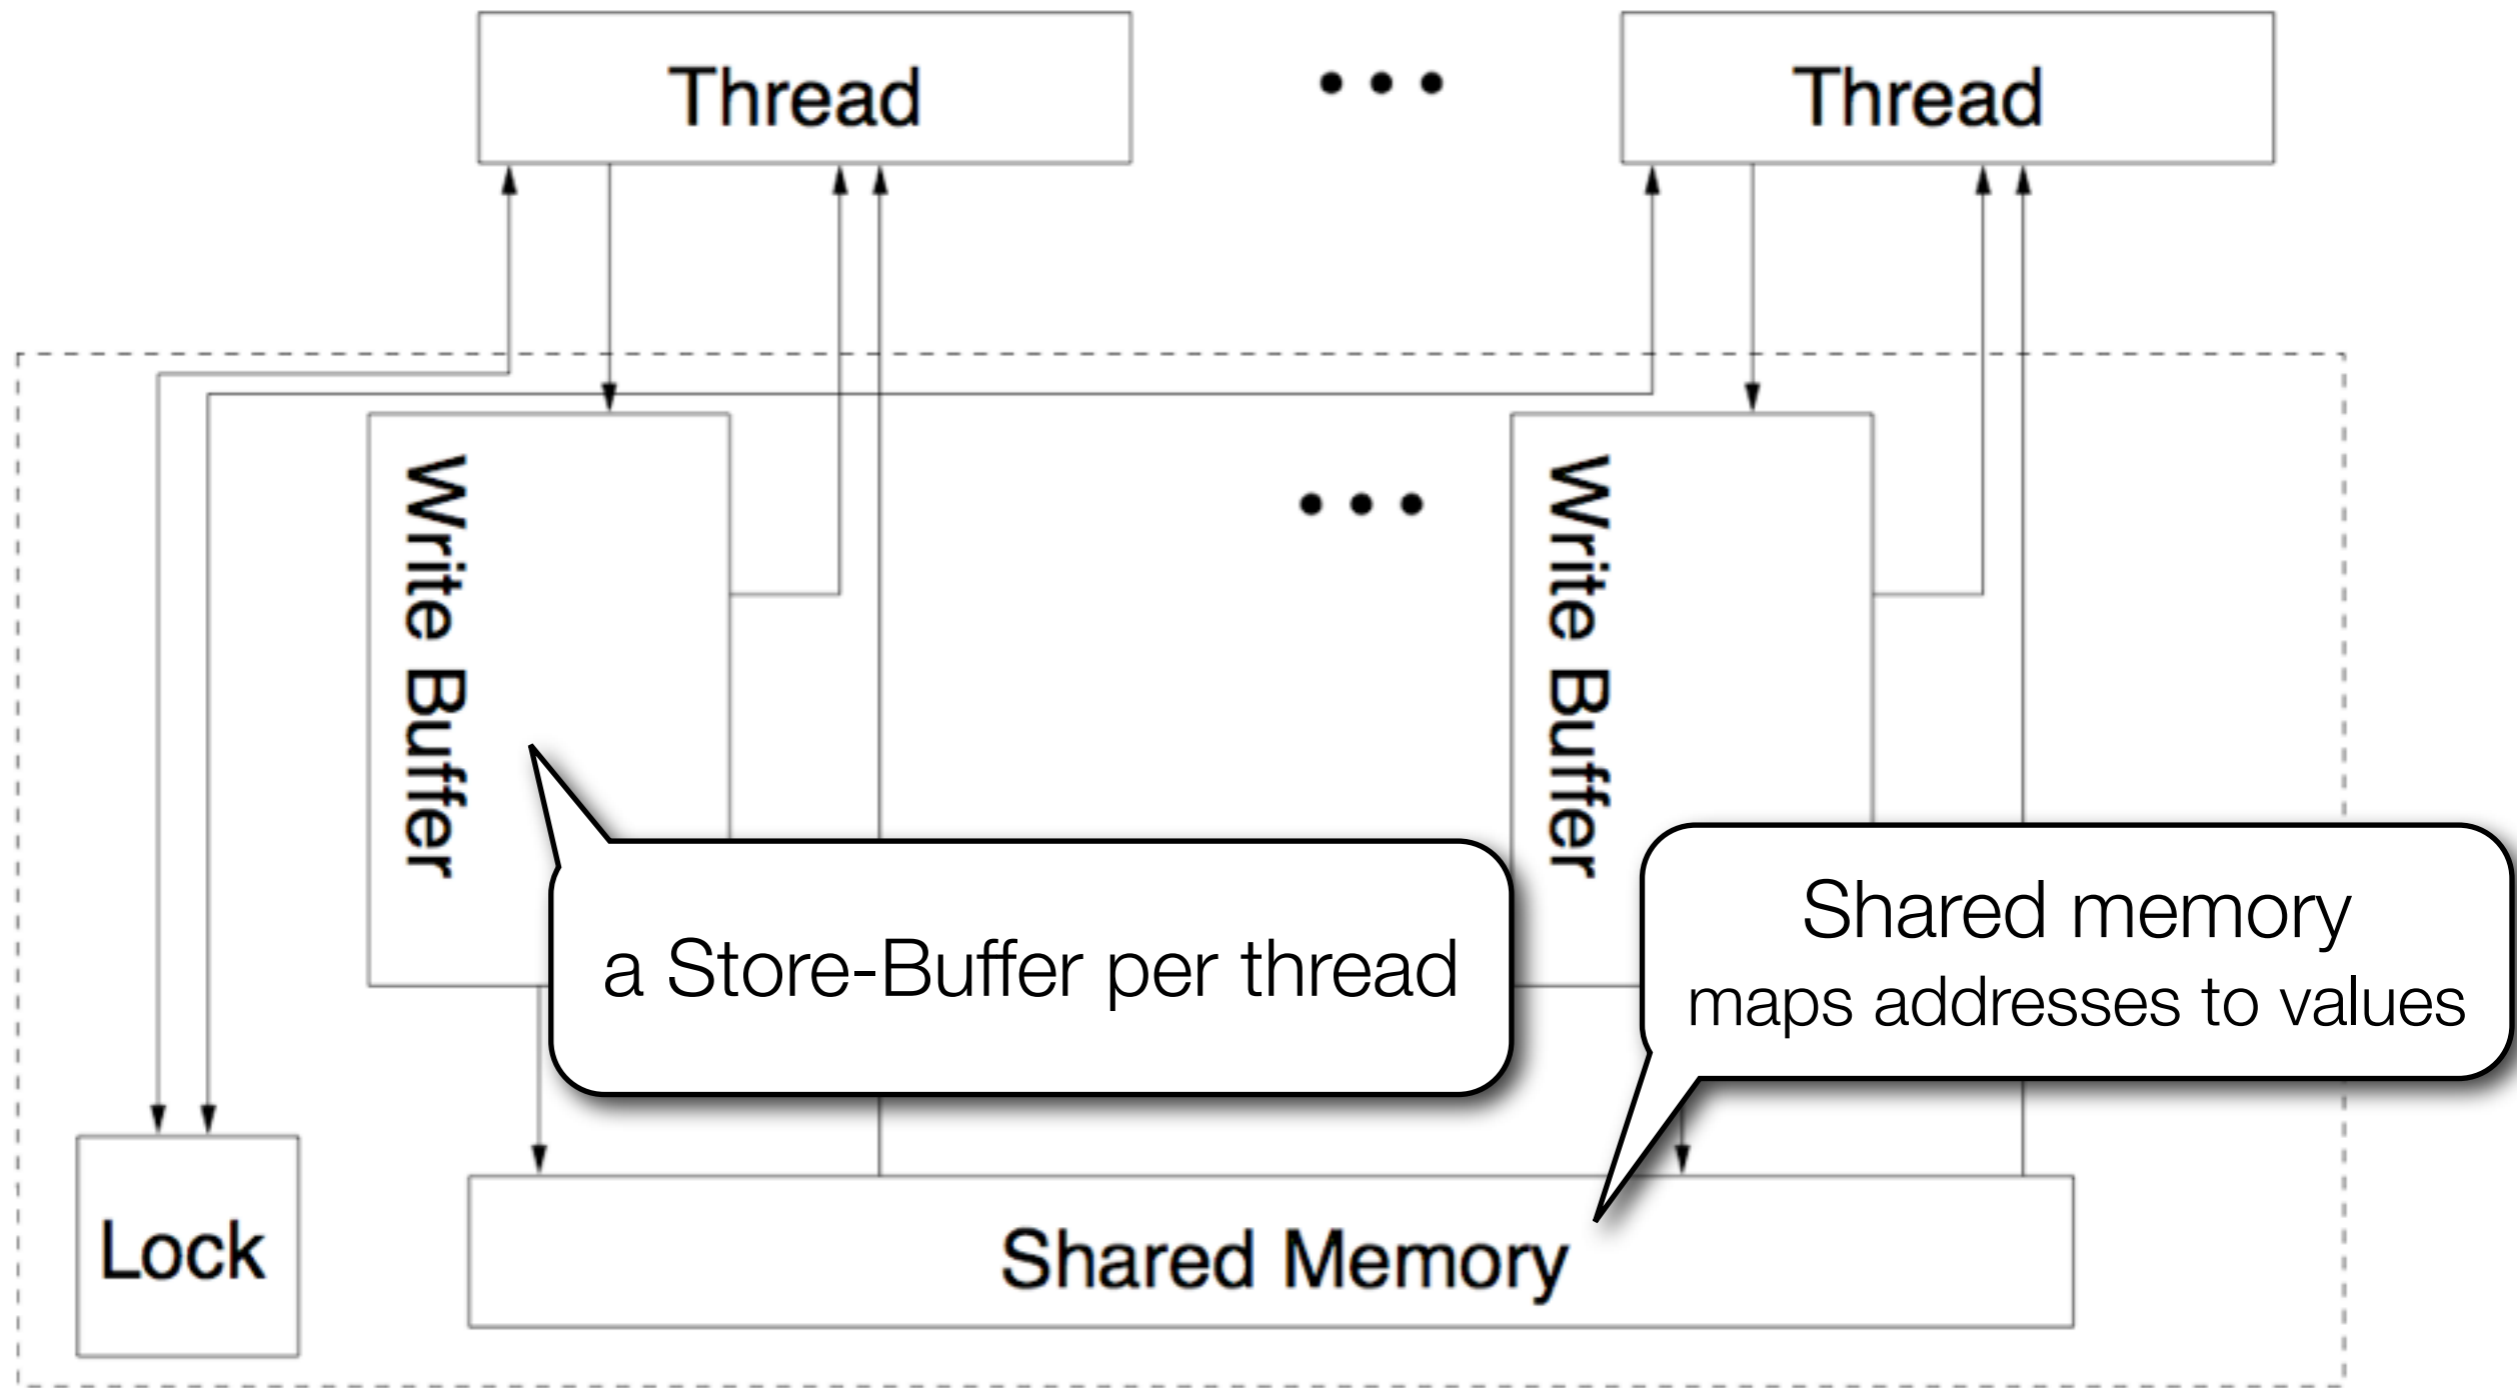 Thread
Thread
Write Buffer
Write Buffer
a Store-Buffer per thread
Shared memory
maps addresses to values
Lock
Shared Memory